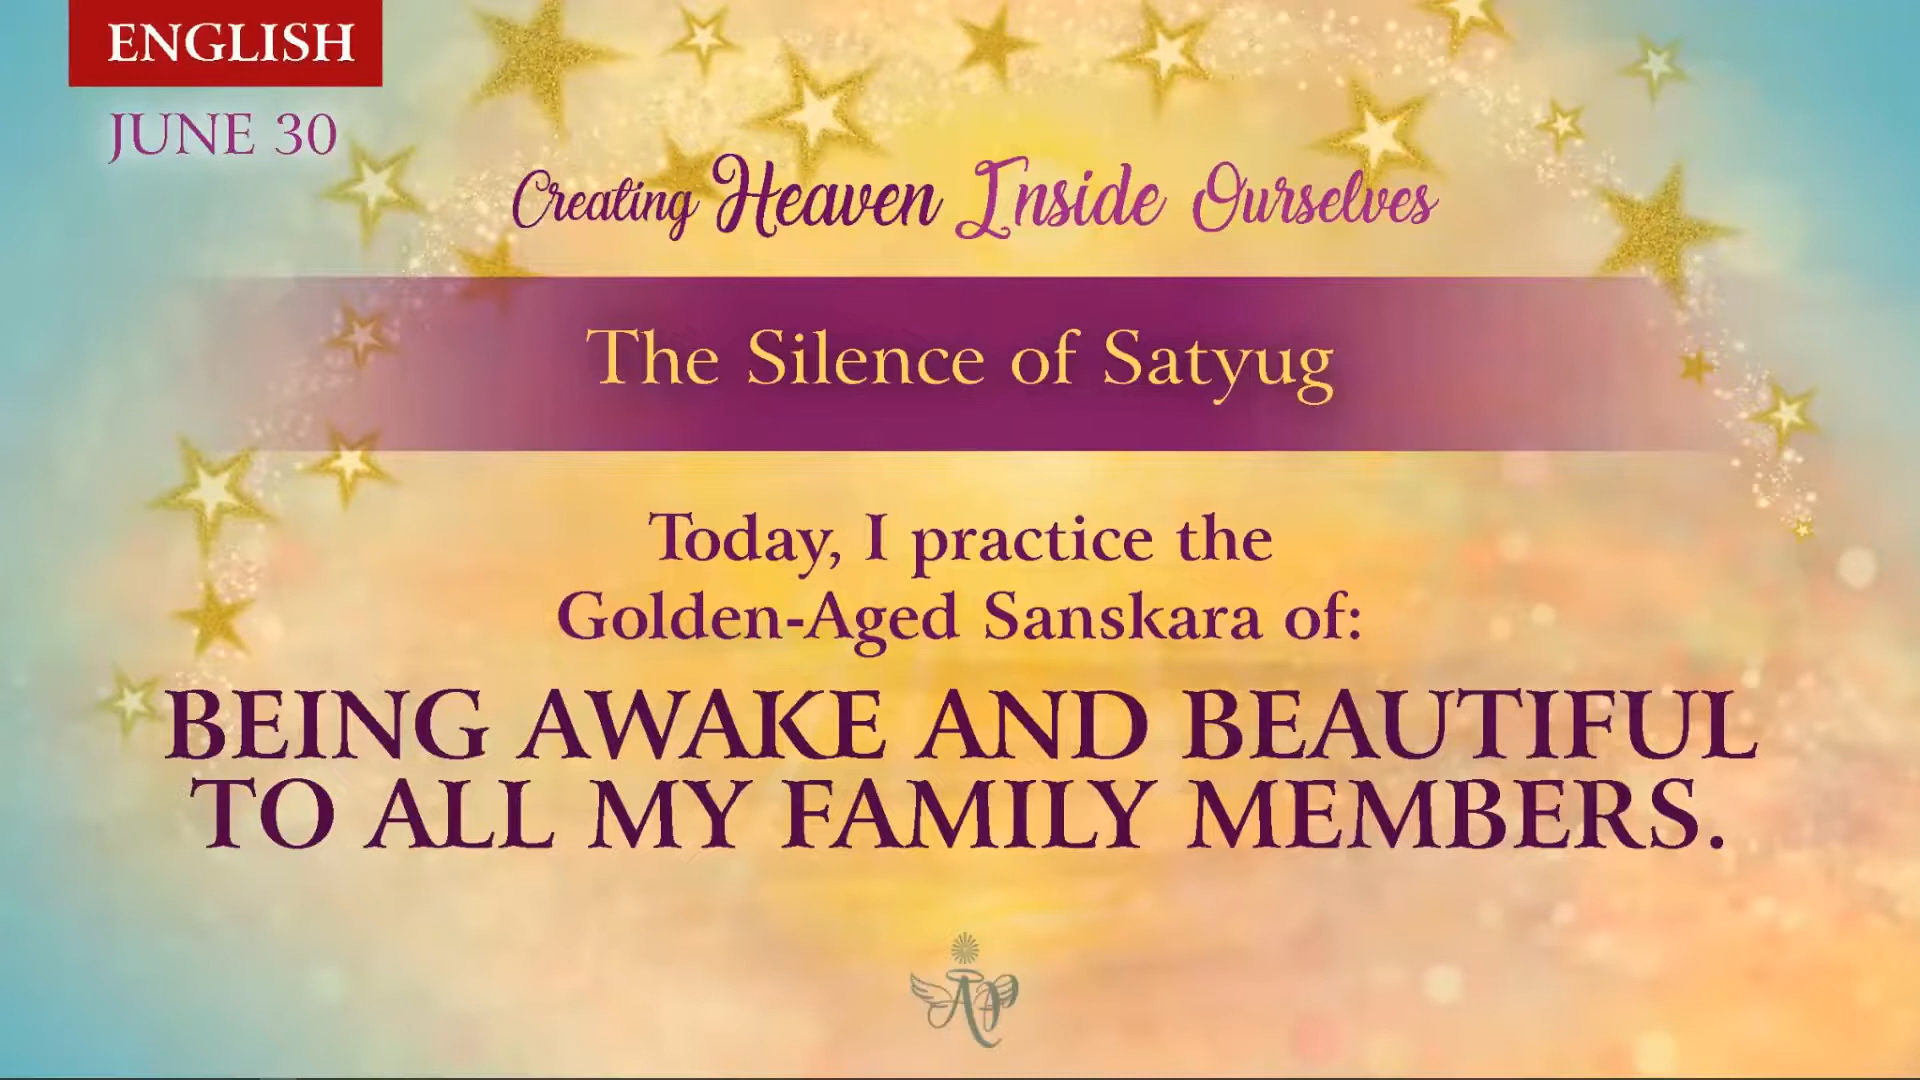 ENGLISH
JUNE 30
Creating Heaven Inside Ourselves
The Silence of Satyug
Today, I practice the
Golden-Aged Sanskara of:
BEING AWAKE AND BEAUTIFUL
TO ALL MY FAMILY MEMBERS.
AP